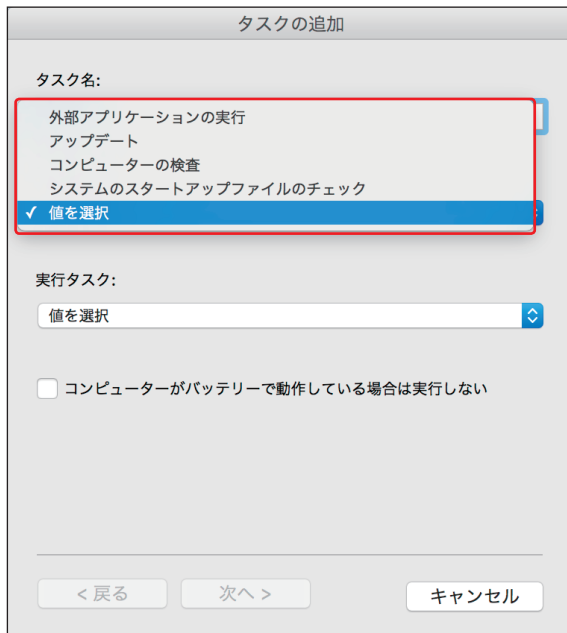 タスクの追加
タスク名:
外部アプリケーションの実行
アップデート
コンピューターの検査
システムのスタートアップファイルのチェック
✓ 値を選択
実行タスク:
値を選択
コンピューターがバッテリーで動作している場合は実行しない
< 戻る
次へ >
キャンセル